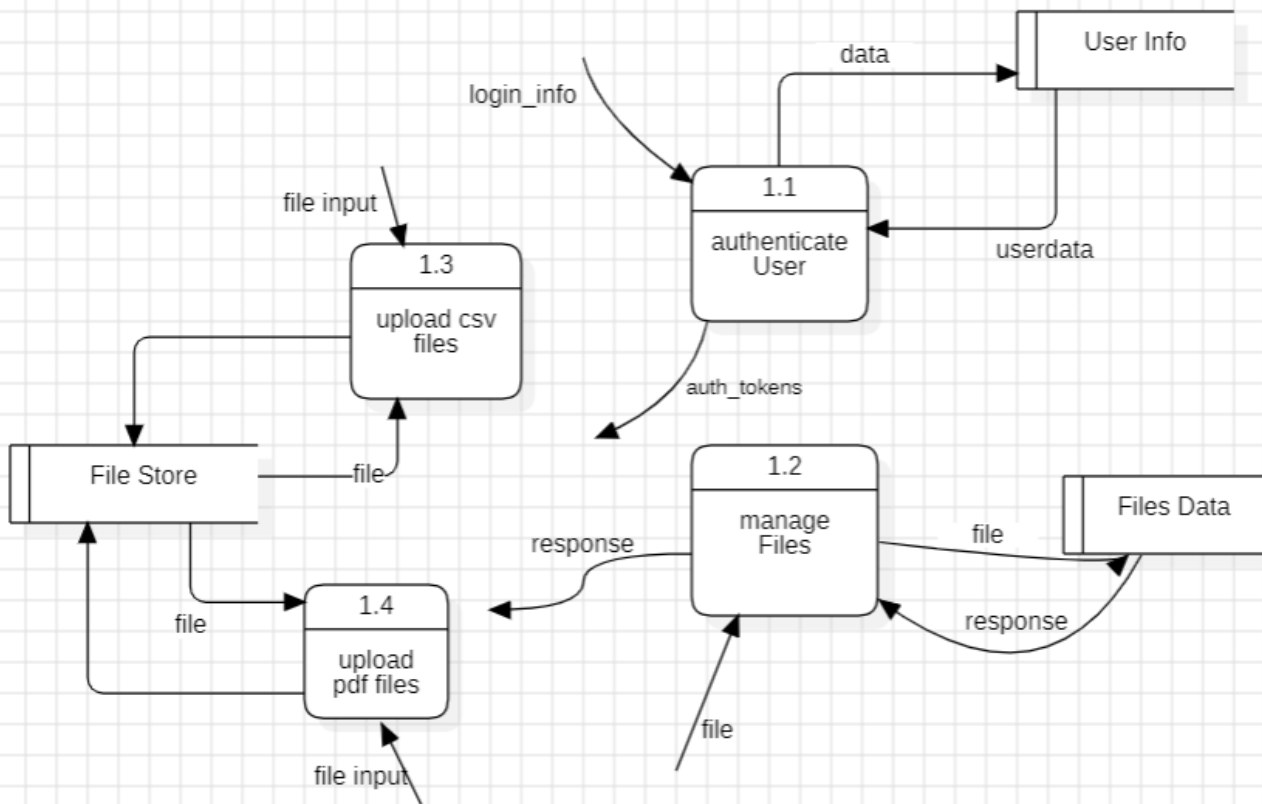 User Info
data
login_info
1.1
authenticate
User
userdata
file input
1.3
upload csv
files
auth_tokens
File Store
file
1.2
manage
Files
Files Data
file
response
response
file
1.4
upload
pdf files
file
file input